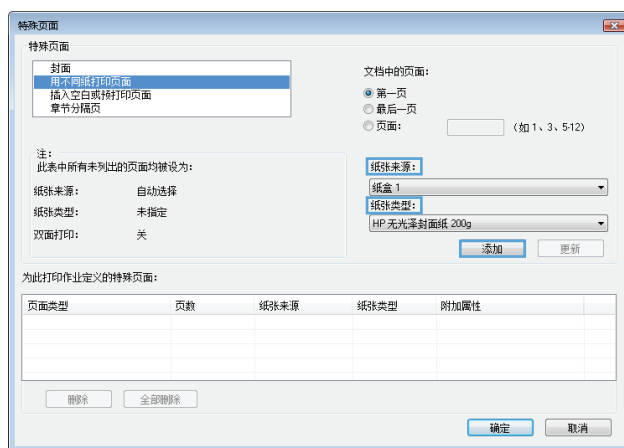 特殊页面
特殊页面
封面
用不同纸打印页面
插入空白或预打印页面
章节分隔页
文档中的页面:
第一页
最后一页
页面:
(如 1、3、5-12)
注:
此表中所有未列出的页面均被设为:
纸张来源: 自动选择
纸张类型: 未指定
双面打印: 关
纸张来源:
纸盒 1
纸张类型:
HP 无光泽封面纸 200g
添加 更新
为此打印作业定义的特殊页面:
页面类型 页数 纸张来源 纸张类型 附加属性
删除 全部删除
确定 取消